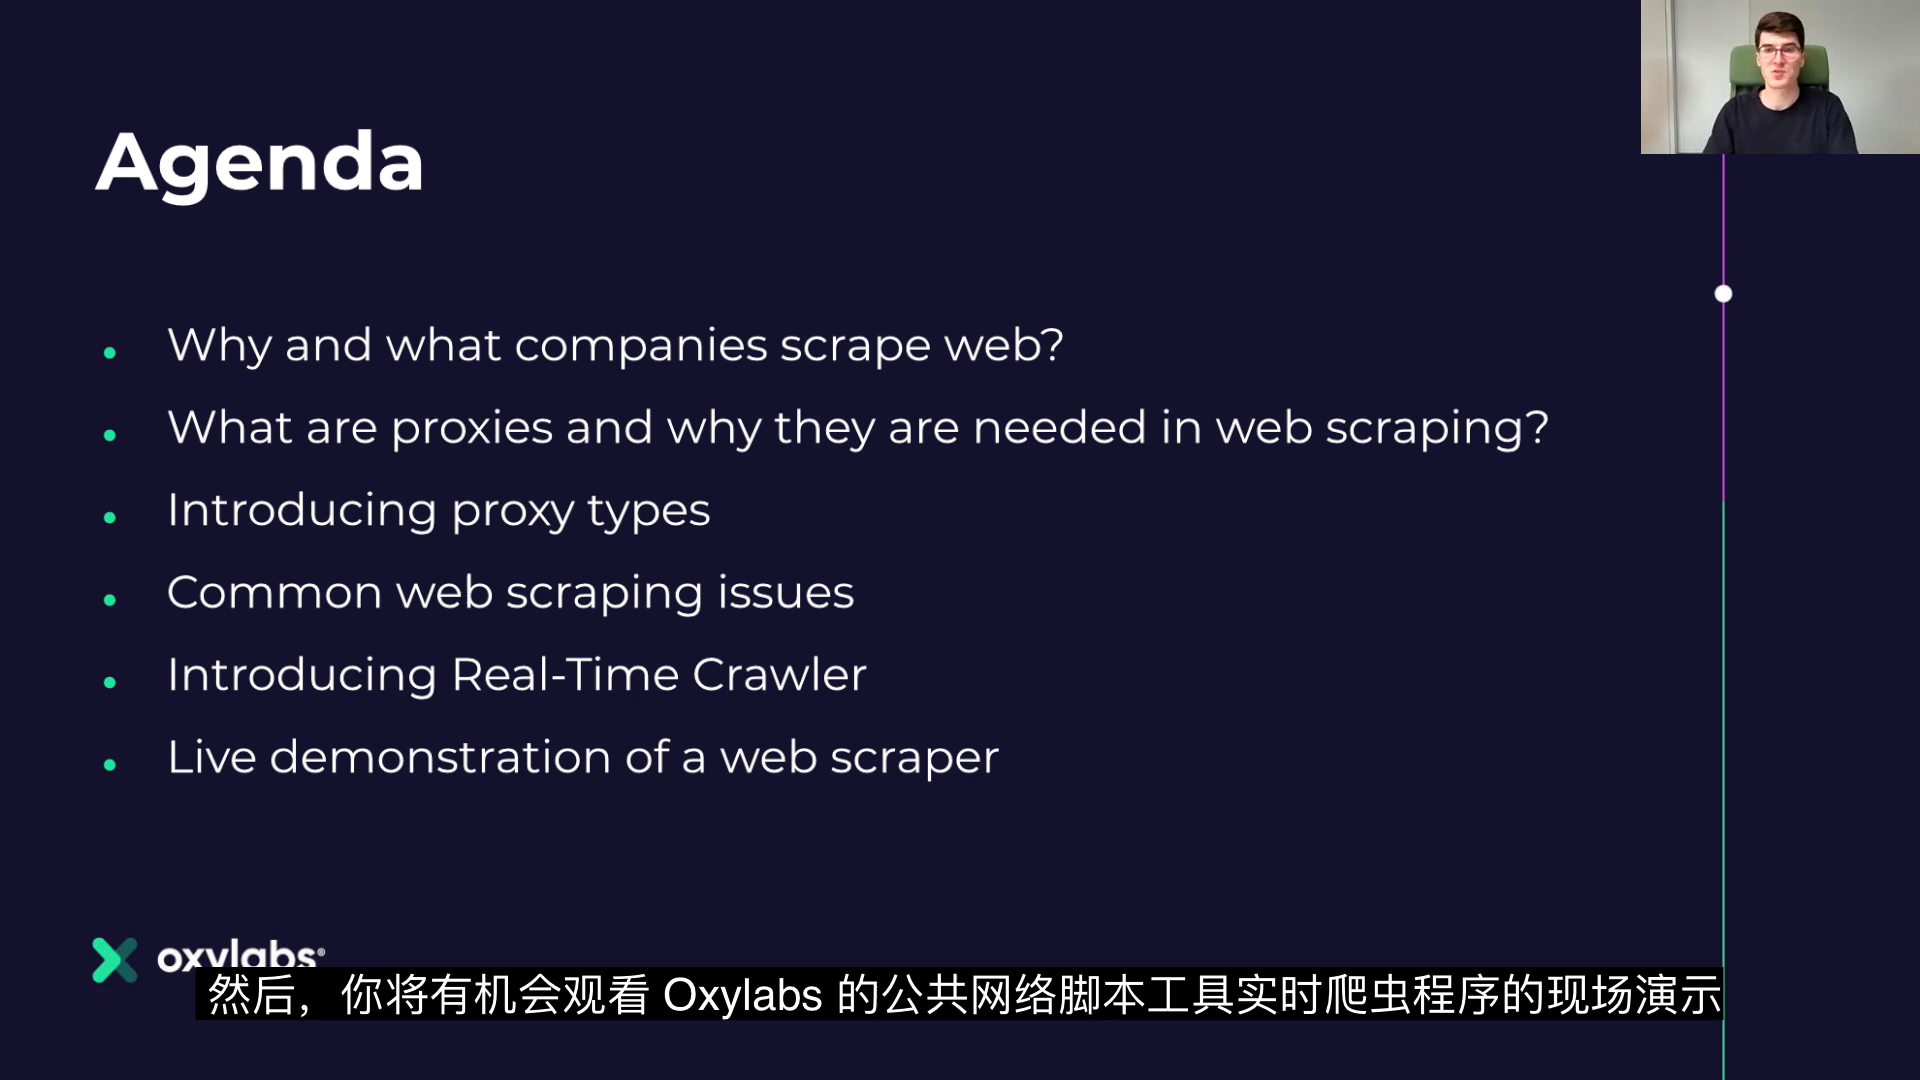 Agenda
Why and what companies scrape web?
What are proxies and why they are needed in web scraping?
Introducing proxy types
Common web scraping issues
Introducing Real-Time Crawler
Live demonstration of a web scraper
oxylabs®
然后，你将有机会观看 Oxylabs 的公共网络脚本工具实时爬虫程序的现场演示